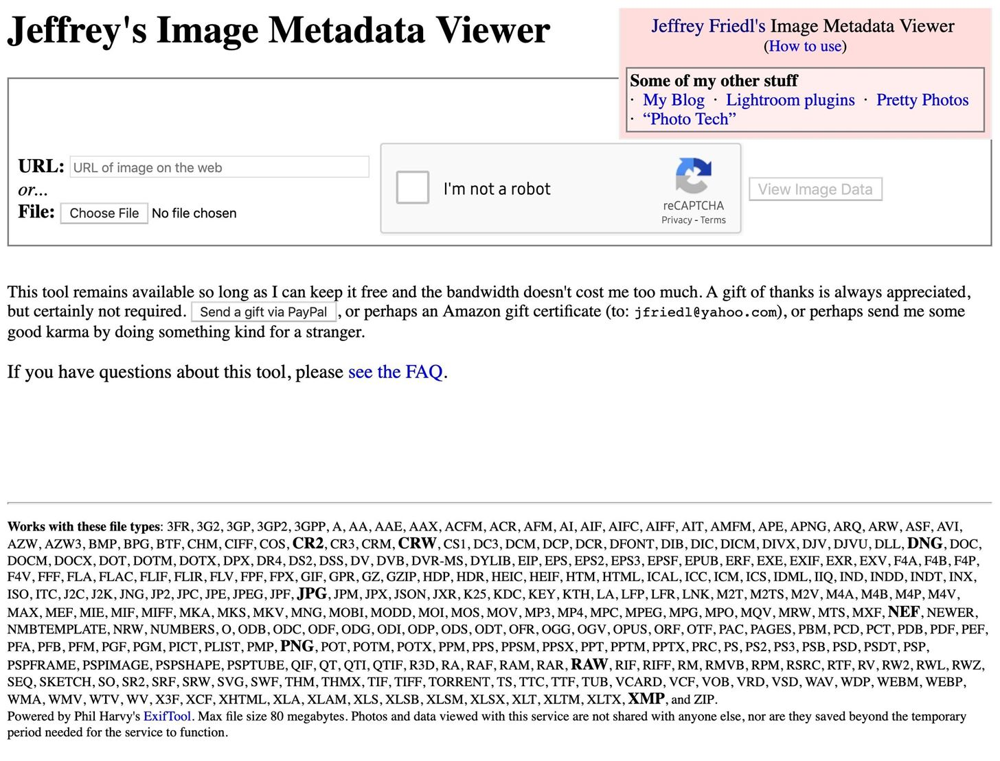 Jeffrey's Image Metadata Viewer
Jeffrey Friedl's Image Metadata Viewer
(How to use)
Some of my other stuff
· My Blog · Lightroom plugins · Pretty Photos
· “Photo Tech”
URL: URL of image on the web
or...
File: Choose File No file chosen
I'm not a robot
reCAPTCHA
Privacy - Terms
View Image Data
This tool remains available so long as I can keep it free and the bandwidth doesn't cost me too much. A gift of thanks is always appreciated,
but certainly not required. Send a gift via PayPal , or perhaps an Amazon gift certificate (to: jfriedl@yahoo.com), or perhaps send me some
good karma by doing something kind for a stranger.
If you have questions about this tool, please see the FAQ.
Works with these file types: 3FR, 3G2, 3GP, 3GP2, 3GPP, A, AA, AAE, AAX, ACFM, ACR, AFM, AI, AIF, AIFC, AIFF, AIT, AMFM, APE, APNG, ARQ, ARW, ASF, AVI,
AZW, AZW3, BMP, BPG, BTF, CHM, CIFF, COS, CR2, CR3, CRM, CRW, CS1, DC3, DCM, DCP, DCR, DFONT, DIB, DIC, DICM, DIVX, DJV, DJVU, DLL, DNG, DOC,
DOCM, DOCX, DOT, DOTM, DOTX, DPX, DR4, DS2, DSS, DV, DVB, DVR-MS, DYLIB, EIP, EPS, EPS2, EPS3, EPSF, EPUB, ERF, EXE, EXIF, EXR, EXV, F4A, F4B, F4P,
F4V, FFF, FLA, FLAC, FLIF, FLIR, FLV, FPF, FPX, GIF, GPR, GZ, GZIP, HDP, HDR, HEIC, HEIF, HTM, HTML, ICAL, ICC, ICM, ICS, IDML, IIQ, IND, INDD, INDT, INX,
ISO, ITC, J2C, J2K, JNG, JP2, JPC, JPE, JPEG, JPF, JPG, JPM, JPX, JSON, JXR, K25, KDC, KEY, KTH, LA, LFP, LFR, LNK, M2T, M2TS, M2V, M4A, M4B, M4P, M4V,
MAX, MEF, MIE, MIF, MIFF, MKA, MKS, MKV, MNG, MOBI, MODD, MOI, MOS, MOV, MP3, MP4, MPC, MPEG, MPG, MPO, MQV, MRW, MTS, MXF, NEF, NEWER,
NMBTEMPLATE, NRW, NUMBERS, O, ODB, ODC, ODF, ODG, ODI, ODP, ODS, ODT, OFR, OGG, OGV, OPUS, ORF, OTF, PAC, PAGES, PBM, PCD, PCT, PDB, PDF, PEF,
PFA, PFB, PFM, PGF, PGM, PICT, PLIST, PMP, PNG, POT, POTM, POTX, PPM, PPS, PPSM, PPSX, PPT, PPTM, PPTX, PRC, PS, PS2, PS3, PSB, PSD, PSDT, PSP,
PSPFRAME, PSPIMAGE, PSPSHAPE, PSPTUBE, QIF, QT, QTI, QTIF, R3D, RA, RAF, RAM, RAR, RAW, RIF, RIFF, RM, RMVB, RPM, RSRC, RTF, RV, RW2, RWL, RWZ,
SEQ, SKETCH, SO, SR2, SRF, SRW, SVG, SWF, THM, THMX, TIF, TIFF, TORRENT, TS, TTC, TTF, TUB, VCARD, VCF, VOB, VRD, VSD, WAV, WDP, WEBM, WEBP,
WMA, WMV, WTV, WV, X3F, XCF, XHTML, XLA, XLAM, XLS, XLSB, XLSM, XLSX, XLT, XLTM, XLTX, XMP, and ZIP.
Powered by Phil Harvy's ExifTool. Max file size 80 megabytes. Photos and data viewed with this service are not shared with anyone else, nor are they saved beyond the temporary
period needed for the service to function.